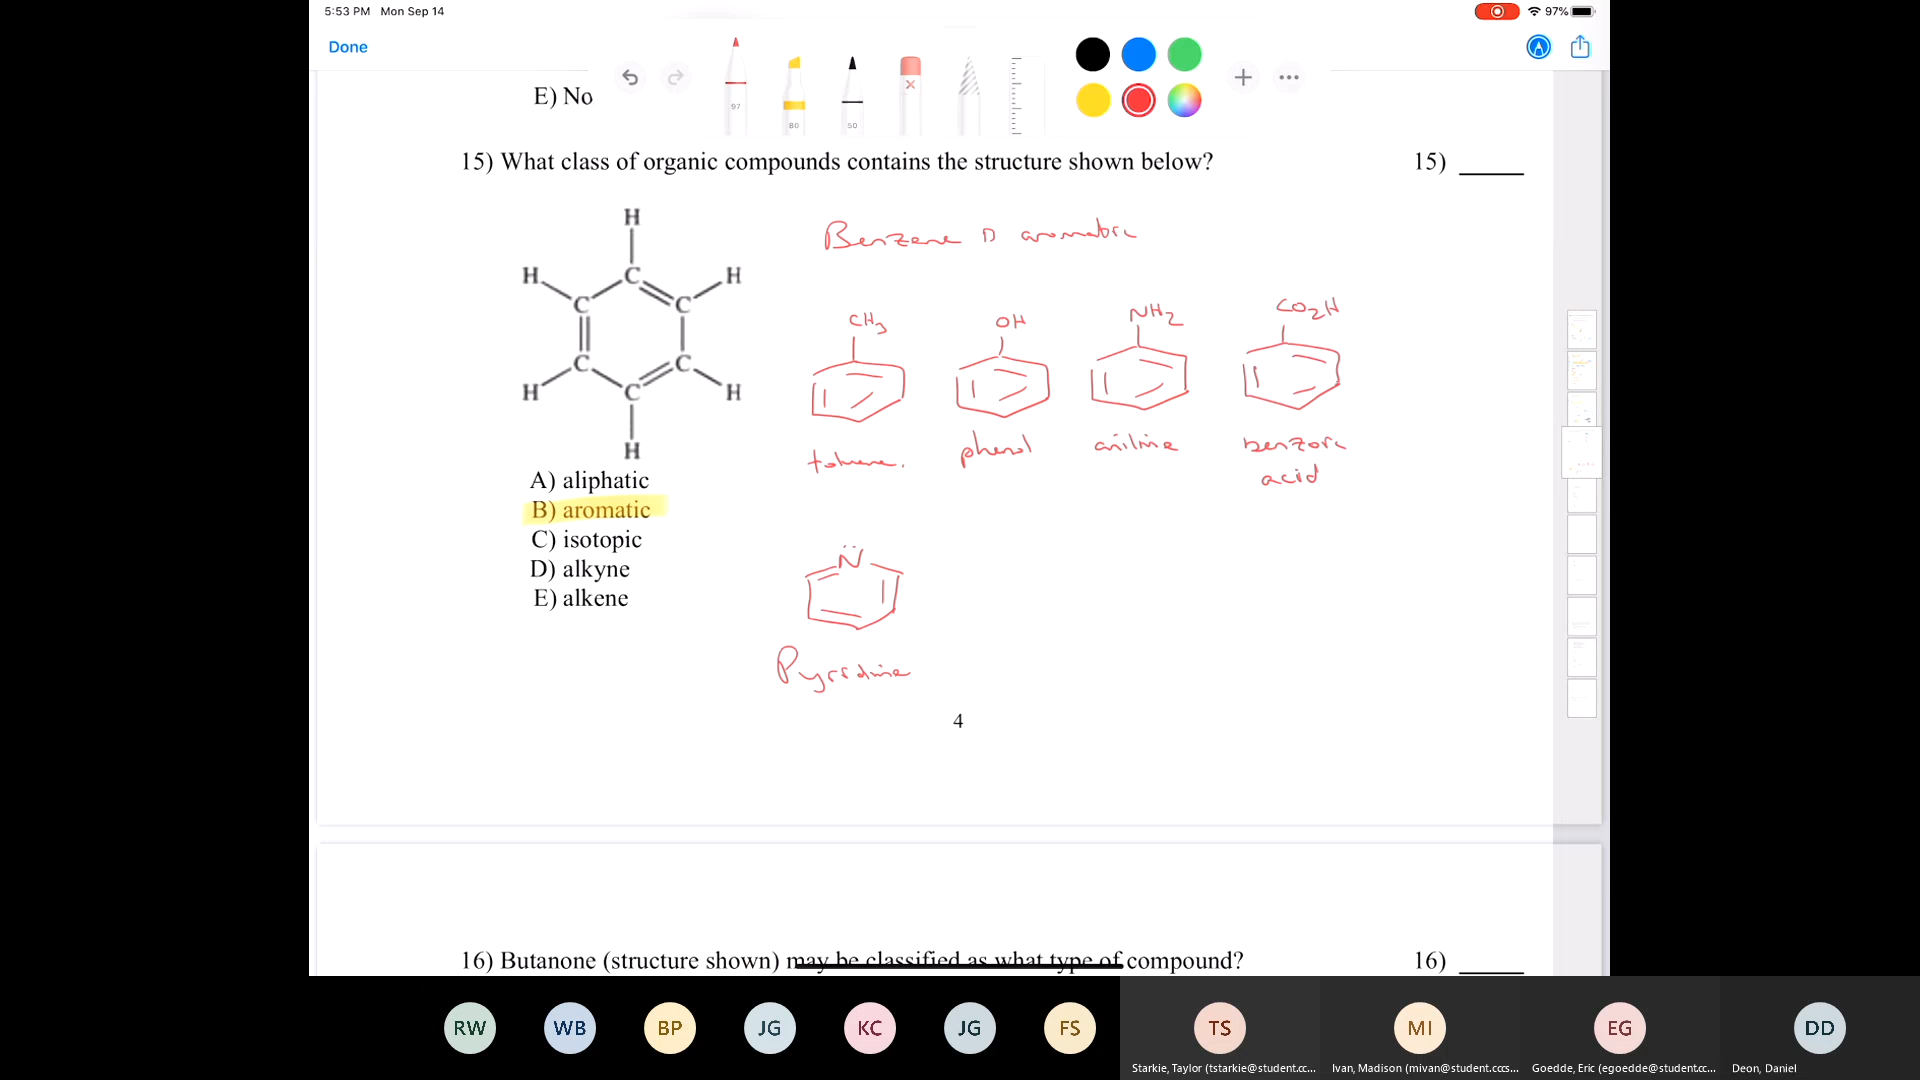 5:53 PM Mon Sep 14
97%
Done
97
80
50
E) No
15) What class of organic compounds contains the structure shown below?
15) _____
H
H
H
C
C
C
C
C
C
H
H
H
Benzene is aromatic
CH3
OH
NH2
CO2H
toluene.
phenol
aniline
benzoic
acid
A) aliphatic
B) aromatic
C) isotopic
D) alkyne
E) alkene
N
Pyridine
4
16) Butanone (structure shown) may be classified as what type of compound?
16) _____
RW
WB
BP
JG
KC
JG
FS
TS
MI
EG
DD
Starkie, Taylor (tstarkie@student.cc...
Ivan, Madison (mivan@student.cccs...
Goedde, Eric (egoedde@student.cc...
Deon, Daniel